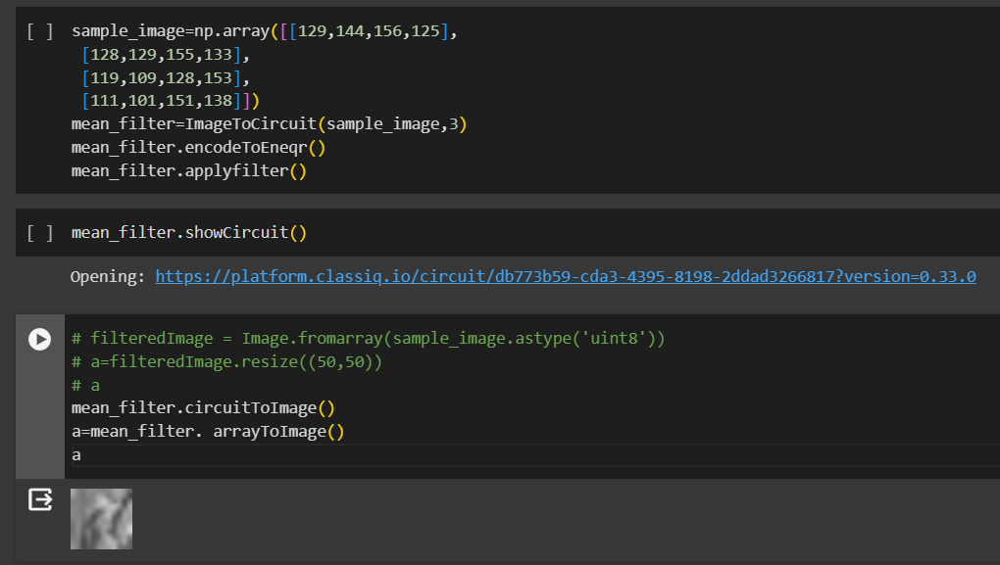 [ ] sample_image=np.array([[129,144,156,125],
[128,129,155,133],
[119,109,128,153],
[111,101,151,138]])
mean_filter=ImageToCircuit(sample_image,3)
mean_filter.encodeToEneqr()
mean_filter.applyfilter()
[ ] mean_filter.showCircuit()
Opening: https://platform.classiq.io/circuit/db773b59-cda3-4395-8198-2ddad3266817?version=0.33.0
# filteredImage = Image.fromarray(sample_image.astype('uint8'))
# a=filteredImage.resize((50,50))
# a
mean_filter.circuitToImage()
a=mean_filter. arrayToImage()
a